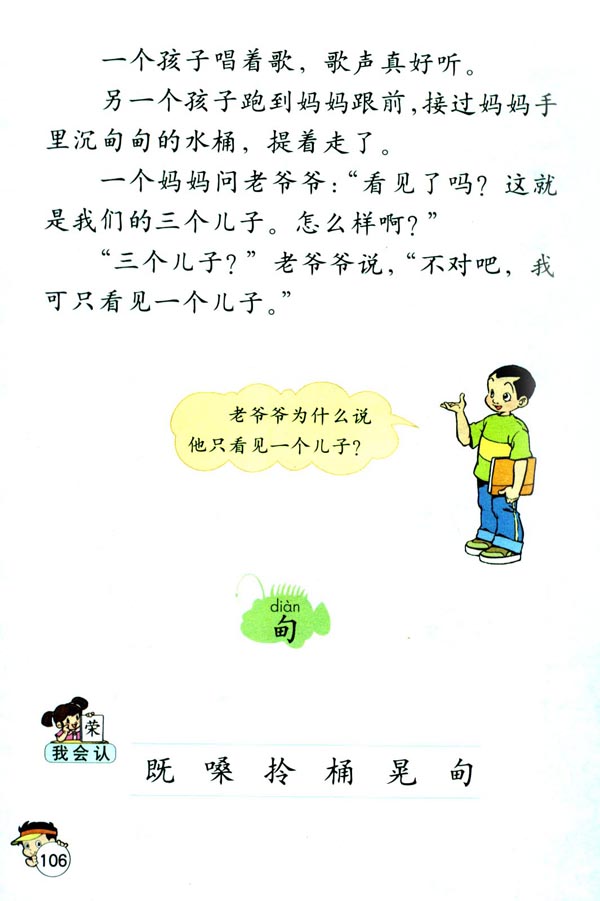 一个孩子唱着歌，歌声真好听。
另一个孩子跑到妈妈跟前，接过妈妈手
里沉甸甸的水桶，提着走了。
一个妈妈问老爷爷：“看见了吗？这就
是我们的三个儿子。怎么样啊？”
“三个儿子？”老爷爷说，“不对吧，我
可只看见一个儿子。”
老爷爷为什么说
他只看见一个儿子？
diàn
甸
荣
我会认
既 嗓 拎 桶 晃 甸
106